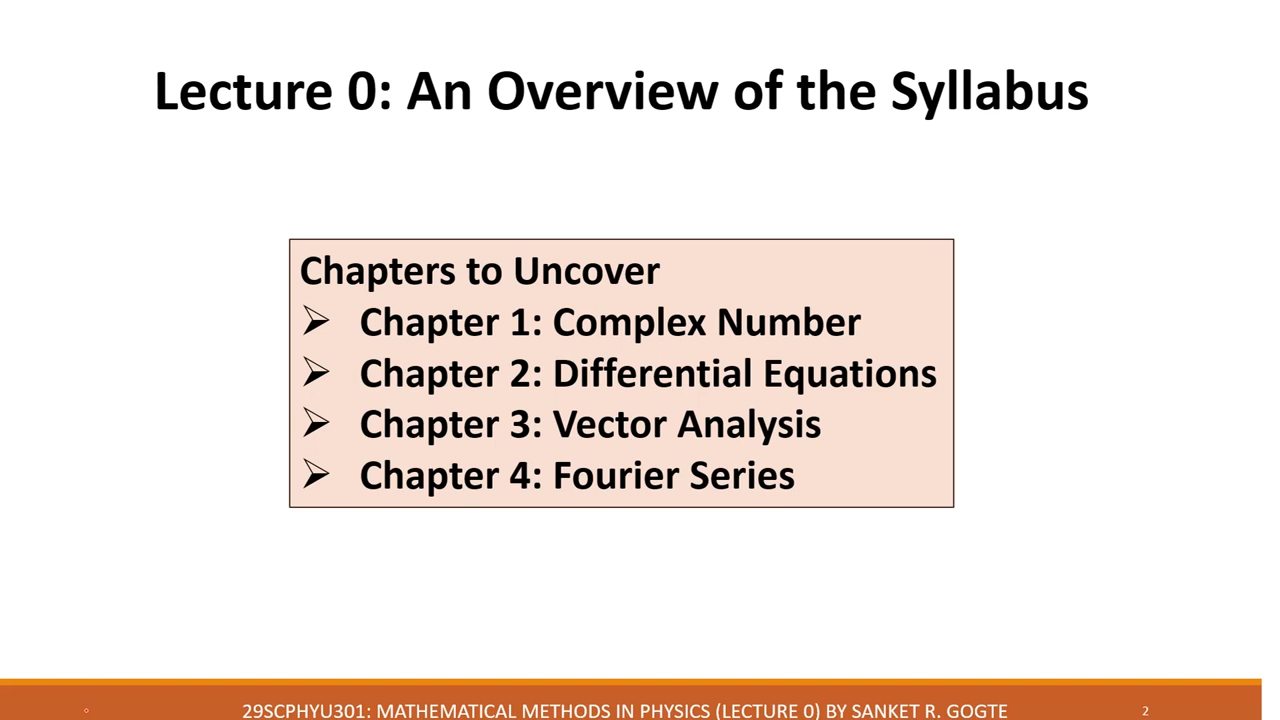 Lecture 0: An Overview of the Syllabus
Chapters to Uncover
➢ Chapter 1: Complex Number
➢ Chapter 2: Differential Equations
➢ Chapter 3: Vector Analysis
➢ Chapter 4: Fourier Series
29SCPHYU301: MATHEMATICAL METHODS IN PHYSICS (LECTURE 0) BY SANKET R. GOGTE
2